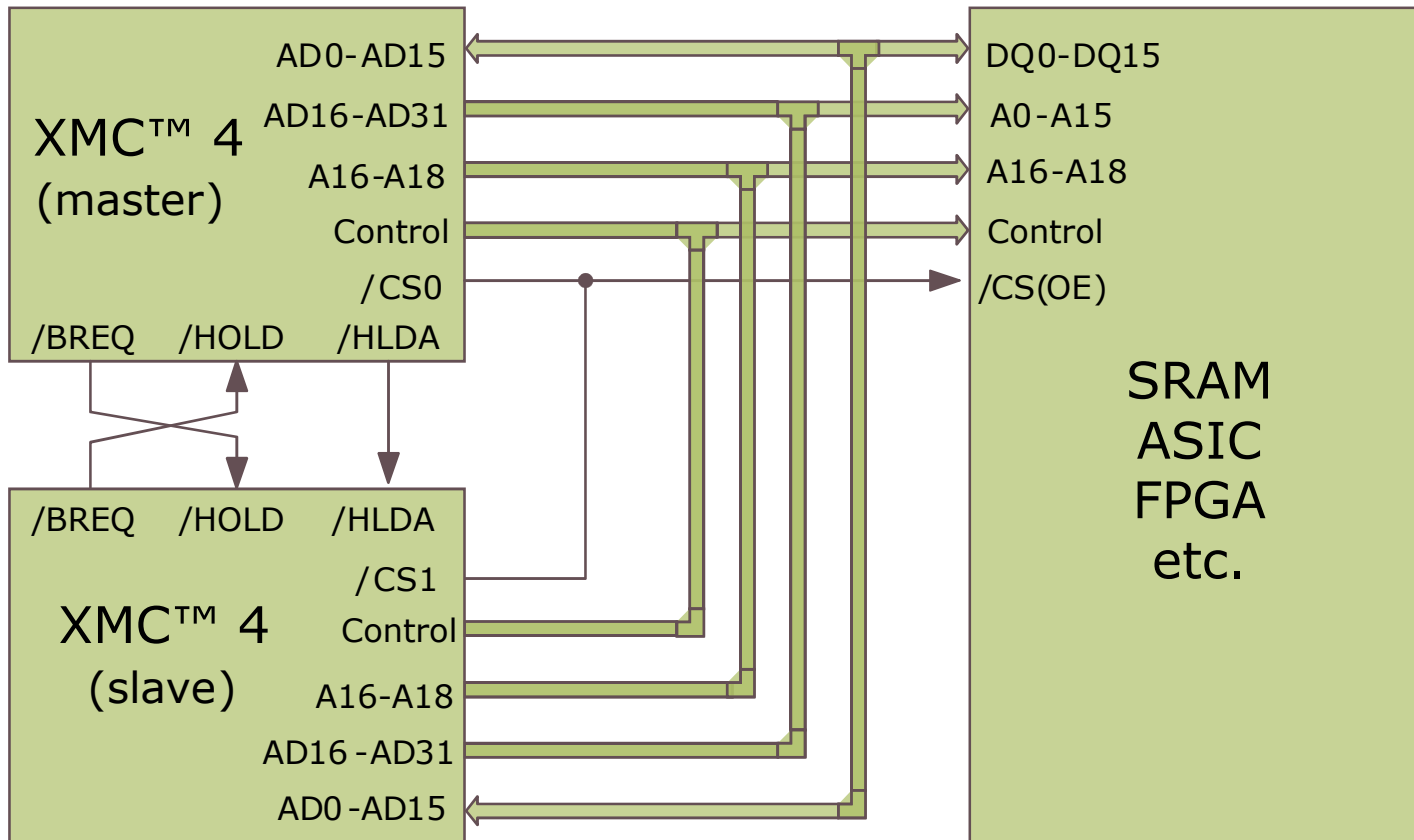 XMC™ 4
(master)
AD0-AD15
AD16-AD31
A16-A18
Control
/CS0
/BREQ /HOLD /HLDA
DQ0-DQ15
A0-A15
A16-A18
Control
/CS(OE)
SRAM
ASIC
FPGA
etc.
/BREQ /HOLD /HLDA
/CS1
Control
A16-A18
AD16-AD31
AD0-AD15
XMC™ 4
(slave)